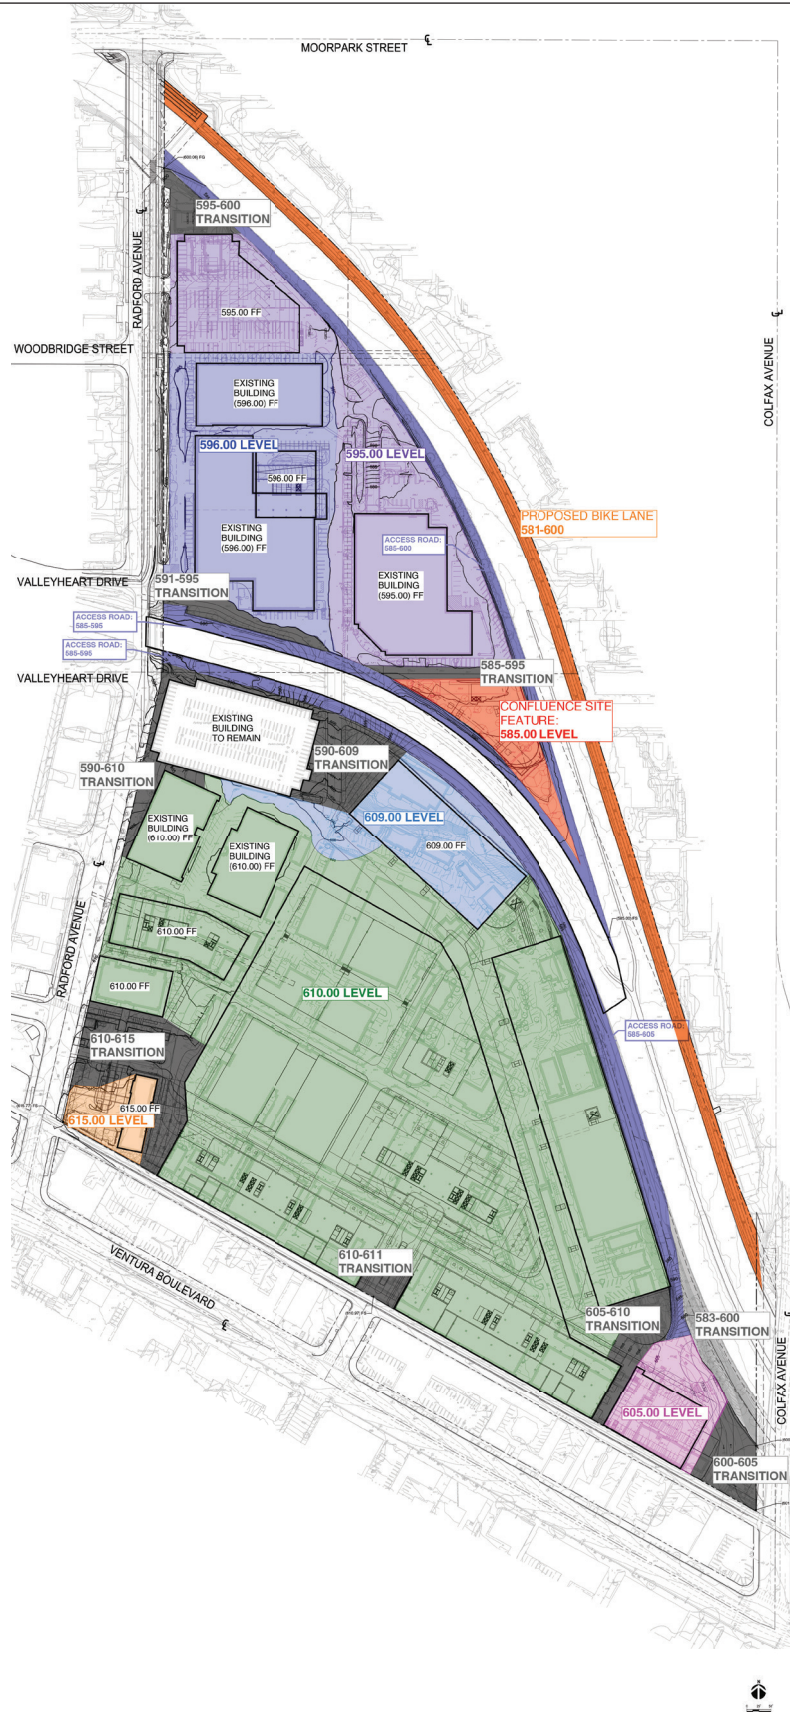 MOORPARK STREET
595-600
TRANSITION
RADFORD AVENUE
595.00 FF
WOODBRIDGE STREET
COLFAX AVENUE
EXISTING
BUILDING
(596.00) FF
596.00 LEVEL
595.00 LEVEL
596.00 FF
PROPOSED BIKE LANE
581-600
EXISTING
BUILDING
(596.00) FF
ACCESS ROAD:
585-600
EXISTING
BUILDING
(595.00) FF
VALLEYHEART DRIVE
591-595
TRANSITION
ACCESS ROAD:
585-595
ACCESS ROAD:
585-595
VALLEYHEART DRIVE
585-595
TRANSITION
CONFLUENCE SITE
FEATURE:
585.00 LEVEL
EXISTING
BUILDING
TO REMAIN
590-609
TRANSITION
590-610
TRANSITION
609.00 LEVEL
609.00 FF
EXISTING
BUILDING
(610.00) FF
EXISTING
BUILDING
(610.00) FF
RADFORD AVENUE
610.00 FF
610.00 FF
610.00 LEVEL
ACCESS ROAD:
585-605
610-615
TRANSITION
615.00 FF
615.00 LEVEL
VENTURA BOULEVARD
610-611
TRANSITION
605-610
TRANSITION
583-600
TRANSITION
COLFAX AVENUE
605.00 LEVEL
600-605
TRANSITION